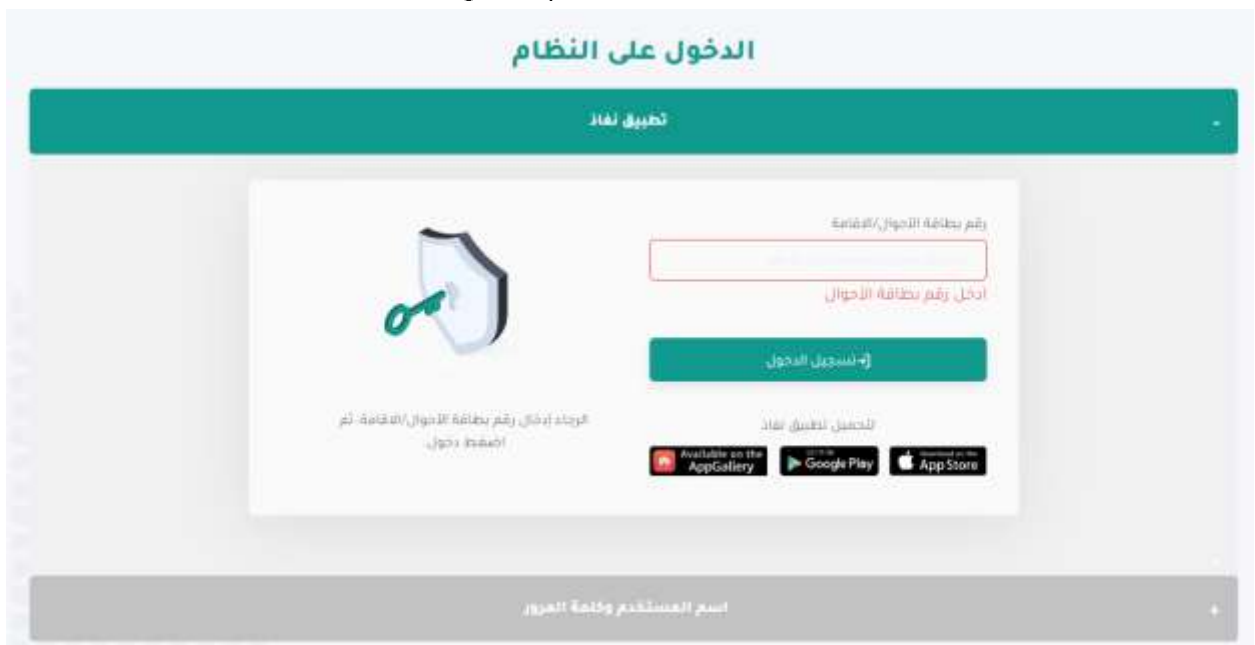 الدخول على النظام
تطبيق نفاذ
-
رقم بطاقة الأحوال/الاقامة
ادخل رقم بطاقة الأحوال
تسجيل الدخول
الرجاء إدخال رقم بطاقة الأحوال/الاقامة، ثم
اضغط دخول.
لتحميل تطبيق نفاذ
Available on the
AppGallery
Google Play
App Store
اسم المستخدم وكلمة المرور
+